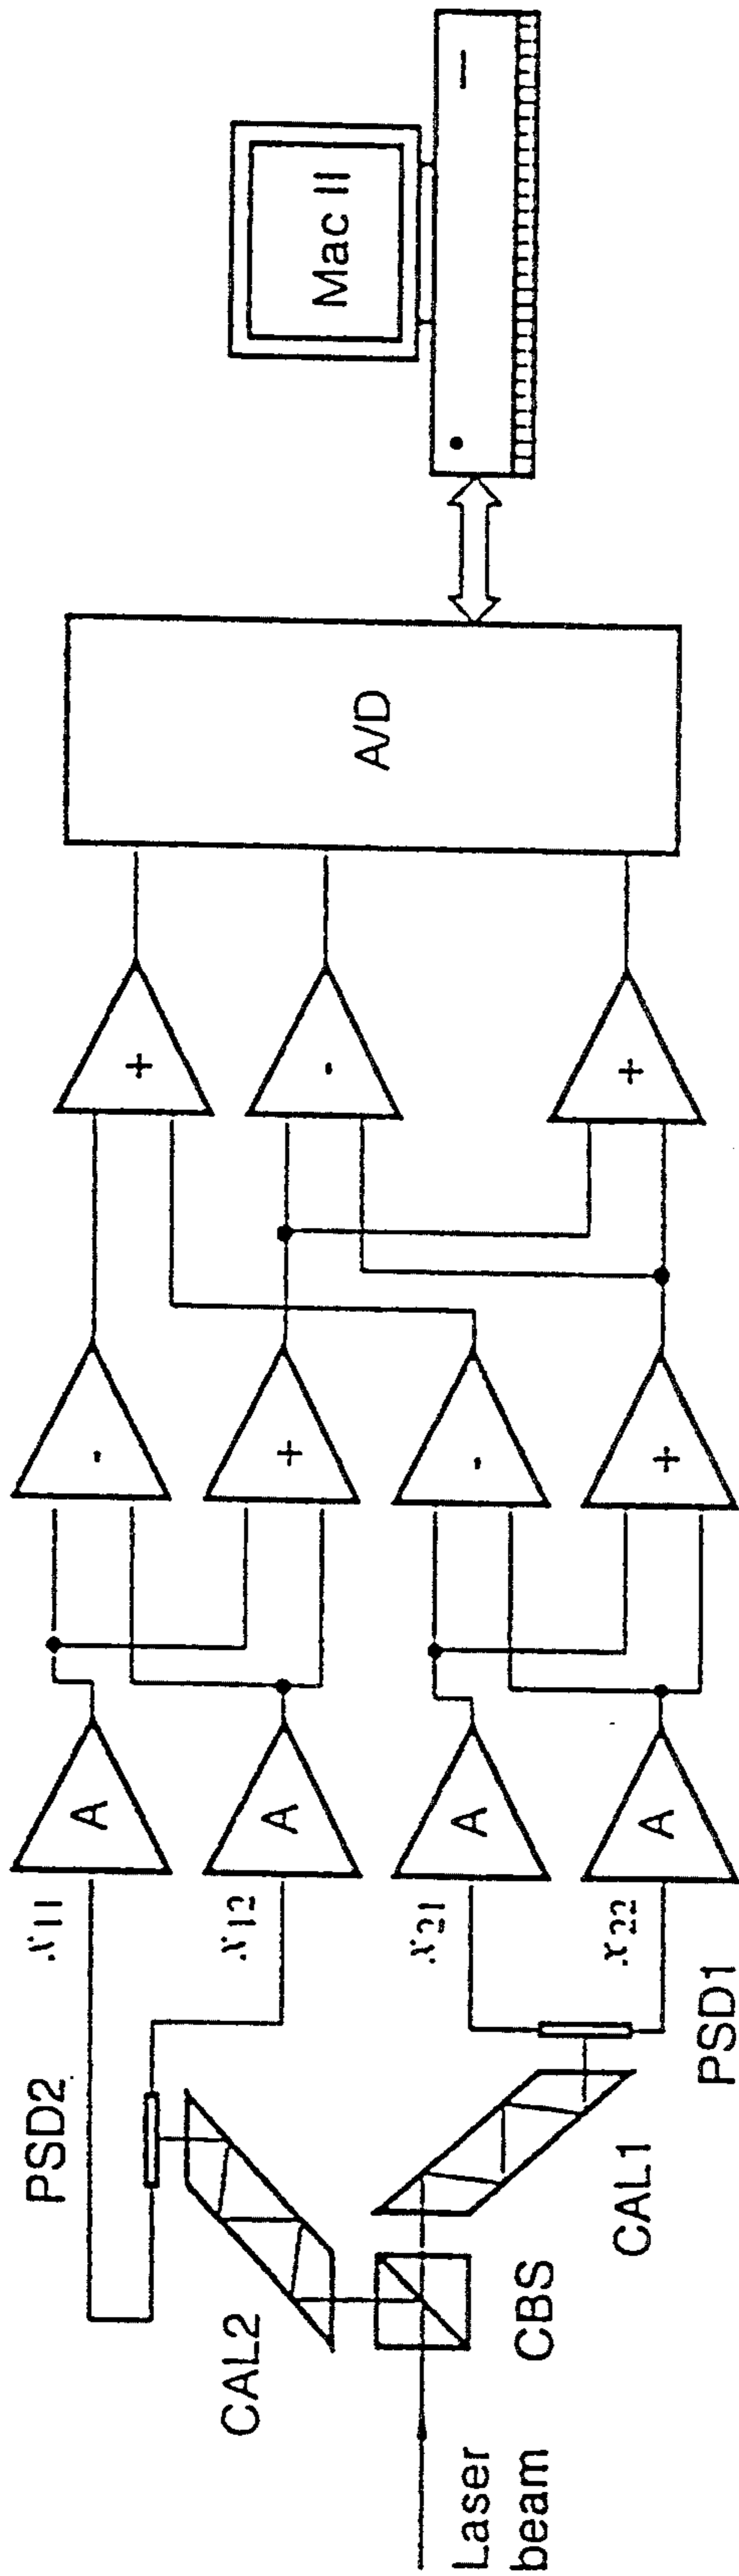 Laser
beam
CBS
CAL2
CAL1
PSD2
PSD1
x11
x12
x21
x22
A
A
A
A
-
+
-
+
+
-
+
A/D
Mac II